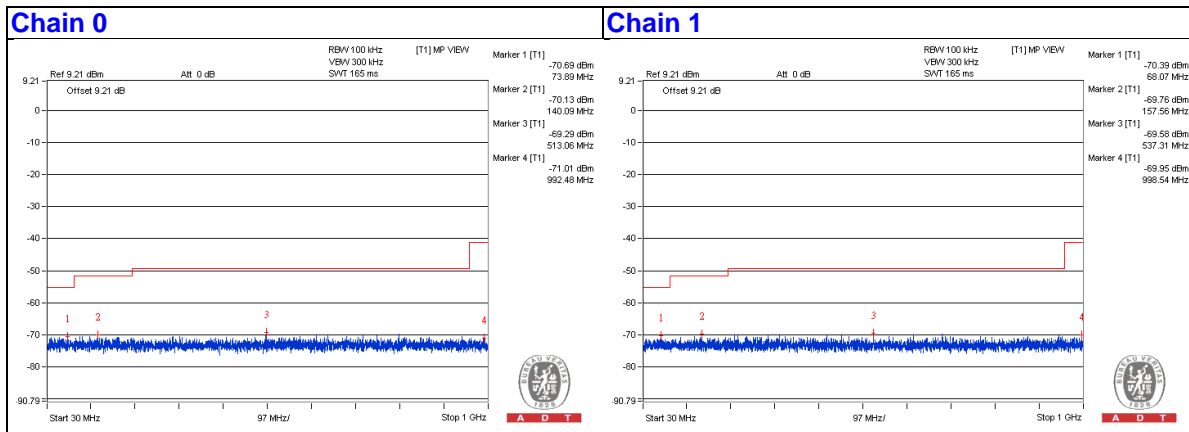 Chain 0
RBW 100 kHz [T1] MP VIEW
VBW 300 kHz
Ref 9.21 dBm Att 0 dB SWT 165 ms
Offset 9.21 dB
9.21
0
-10
-20
-30
-40
-50
-60
-70
-80
-90.79
1 2 3 4
Start 30 MHz 97 MHz/ Stop 1 GHz
Marker 1 [T1]
-70.69 dBm
73.89 MHz
Marker 2 [T1]
-70.13 dBm
140.09 MHz
Marker 3 [T1]
-69.29 dBm
513.06 MHz
Marker 4 [T1]
-71.01 dBm
992.48 MHz
BUREAU VERITAS
1828
A D T
Chain 1
RBW 100 kHz [T1] MP VIEW
VBW 300 kHz
Ref 9.21 dBm Att 0 dB SWT 165 ms
Offset 9.21 dB
9.21
0
-10
-20
-30
-40
-50
-60
-70
-80
-90.79
1 2 3 4
Start 30 MHz 97 MHz/ Stop 1 GHz
Marker 1 [T1]
-70.39 dBm
68.07 MHz
Marker 2 [T1]
-69.76 dBm
157.56 MHz
Marker 3 [T1]
-69.58 dBm
537.31 MHz
Marker 4 [T1]
-69.95 dBm
998.54 MHz
BUREAU VERITAS
1828
A D T